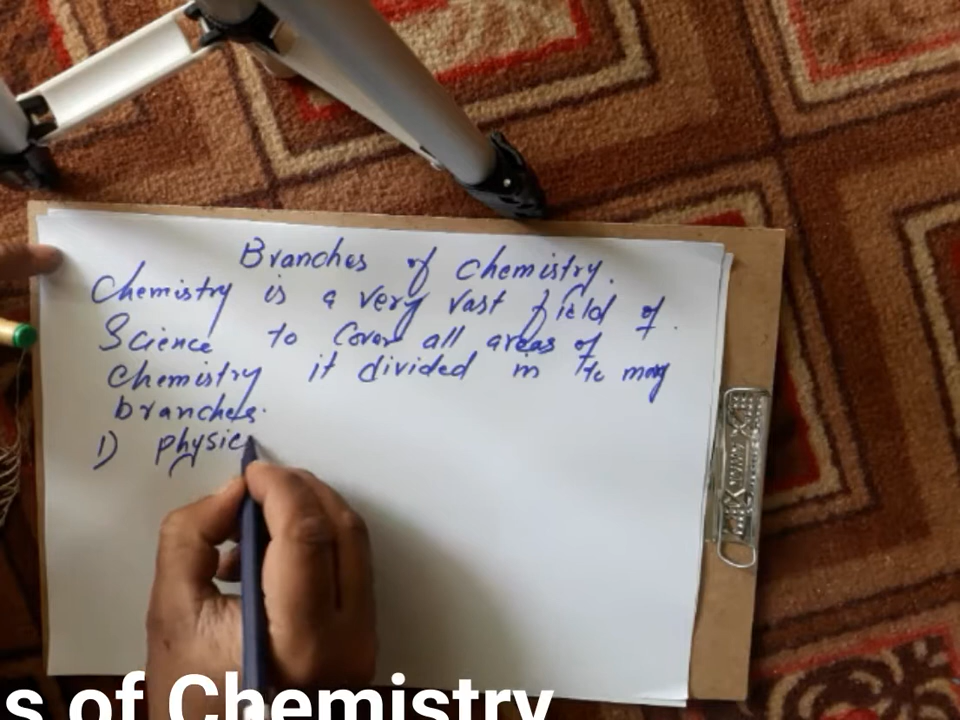 Branches of chemistry.
Chemistry is a very vast field of
Science to Cover all areas of
Chemistry it divided in to many
branches.
1) physic
s of Chemistry